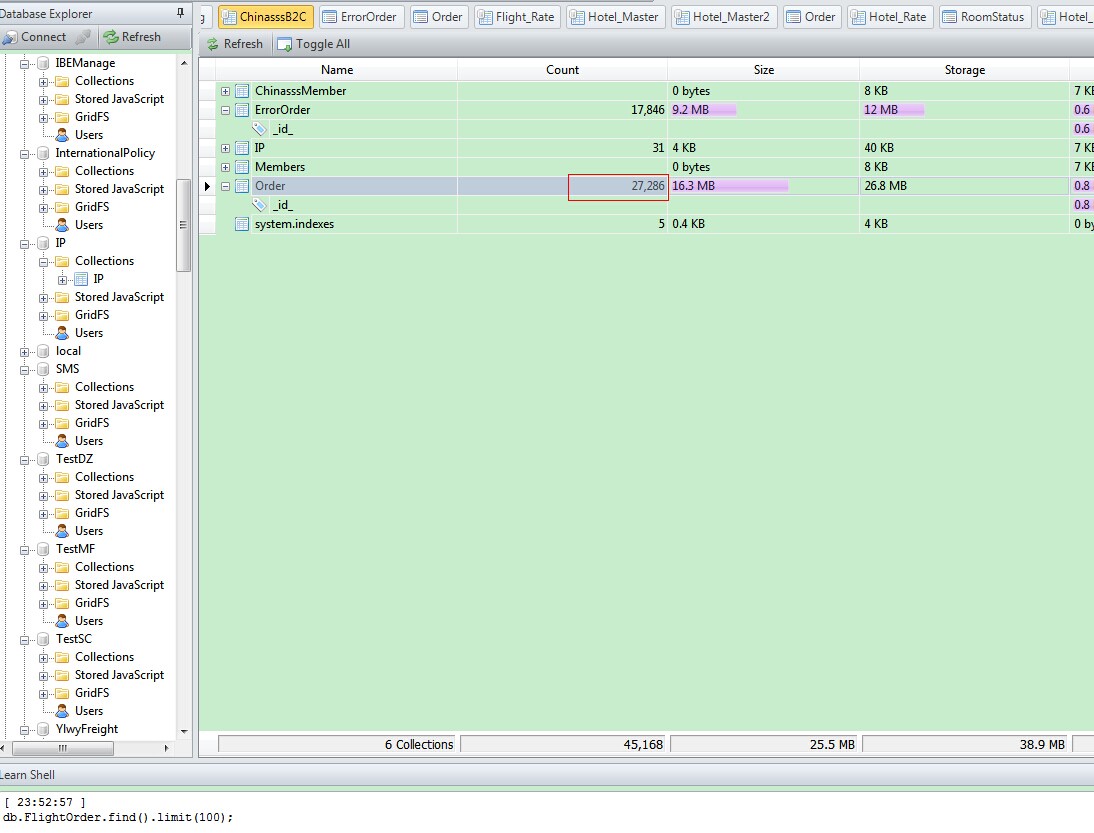 Database Explorer
Connect Refresh
IBEManage
Collections
Stored JavaScript
GridFS
Users
InternationalPolicy
Collections
Stored JavaScript
GridFS
Users
IP
Collections
IP
Stored JavaScript
GridFS
Users
local
SMS
Collections
Stored JavaScript
GridFS
Users
TestDZ
Collections
Stored JavaScript
GridFS
Users
TestMF
Collections
Stored JavaScript
GridFS
Users
TestSC
Collections
Stored JavaScript
GridFS
Users
YlwyFreight
g ChinasssB2C ErrorOrder Order Flight_Rate Hotel_Master Hotel_Master2 Order Hotel_Rate RoomStatus Hotel_
Refresh Toggle All
Name Count Size Storage
ChinasssMember 0 bytes 8 KB 7 KB
ErrorOrder 17,846 9.2 MB 12 MB 0.6
_id_ 0.6
IP 31 4 KB 40 KB 7 KB
Members 0 bytes 8 KB 7 KB
Order 27,286 16.3 MB 26.8 MB 0.8
_id_ 0.8
system.indexes 5 0.4 KB 4 KB 0 by
6 Collections 45,168 25.5 MB 38.9 MB
Learn Shell
[ 23:52:57 ]
db.FlightOrder.find().limit(100);